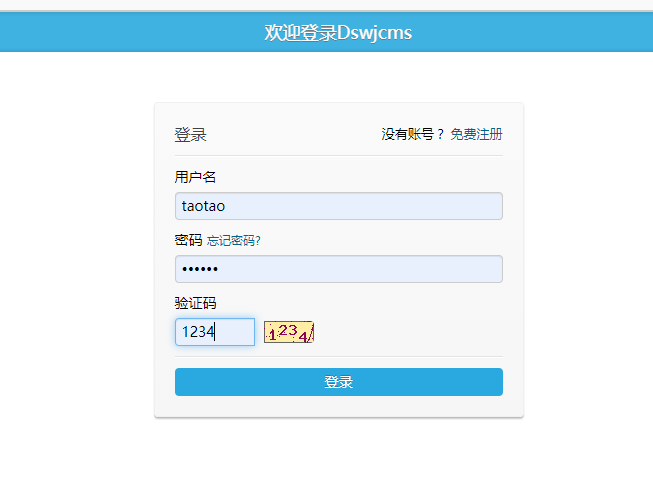 欢迎登录Dswjcms
登录 没有账号？ 免费注册
用户名
taotao
密码 忘记密码?
••••••
验证码
1234 1234
登录